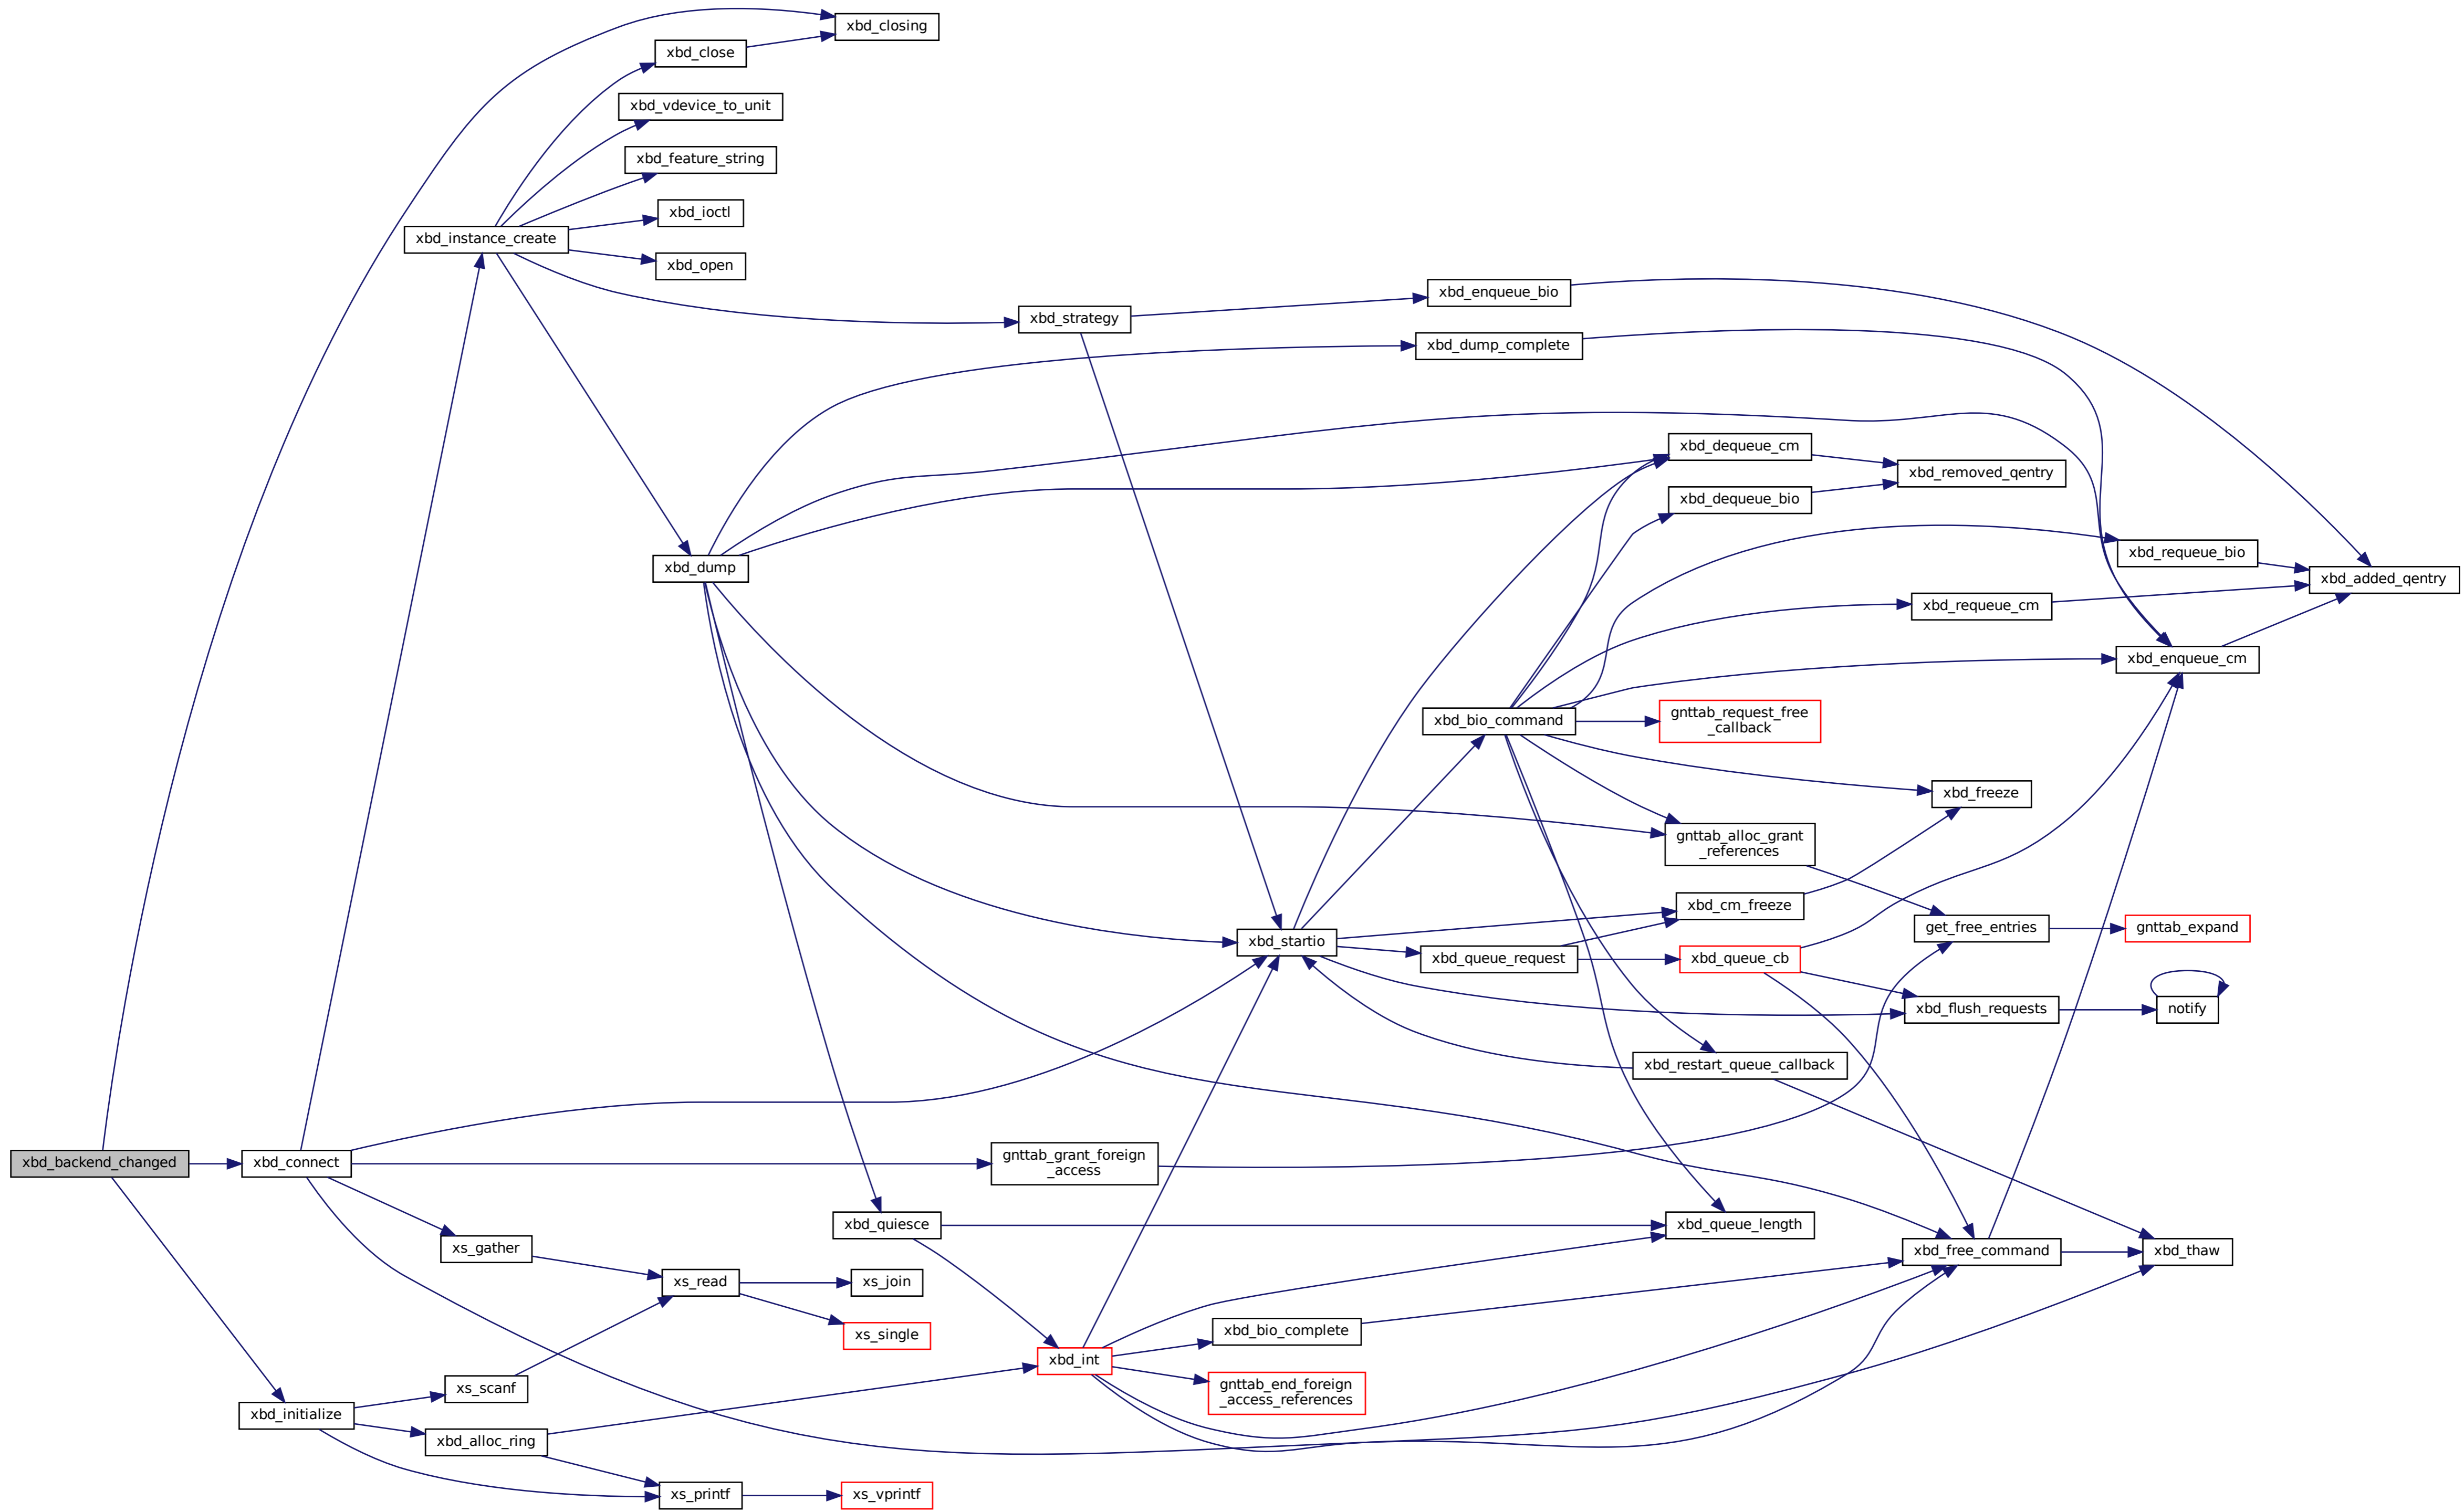 xbd_closing
xbd_close
xbd_vdevice_to_unit
xbd_feature_string
xbd_ioctl
xbd_instance_create
xbd_open
xbd_enqueue_bio
xbd_strategy
xbd_dump_complete
xbd_dequeue_cm
xbd_removed_qentry
xbd_dequeue_bio
xbd_requeue_bio
xbd_dump
xbd_added_qentry
xbd_requeue_cm
xbd_enqueue_cm
xbd_bio_command
gnttab_request_free
_callback
xbd_freeze
gnttab_alloc_grant
_references
xbd_cm_freeze
get_free_entries
gnttab_expand
xbd_startio
xbd_queue_request
xbd_queue_cb
xbd_flush_requests
notify
xbd_restart_queue_callback
xbd_backend_changed
xbd_connect
gnttab_grant_foreign
_access
xbd_quiesce
xbd_queue_length
xs_gather
xbd_free_command
xbd_thaw
xs_read
xs_join
xs_single
xbd_bio_complete
xbd_int
gnttab_end_foreign
_access_references
xs_scanf
xbd_initialize
xbd_alloc_ring
xs_printf
xs_vprintf